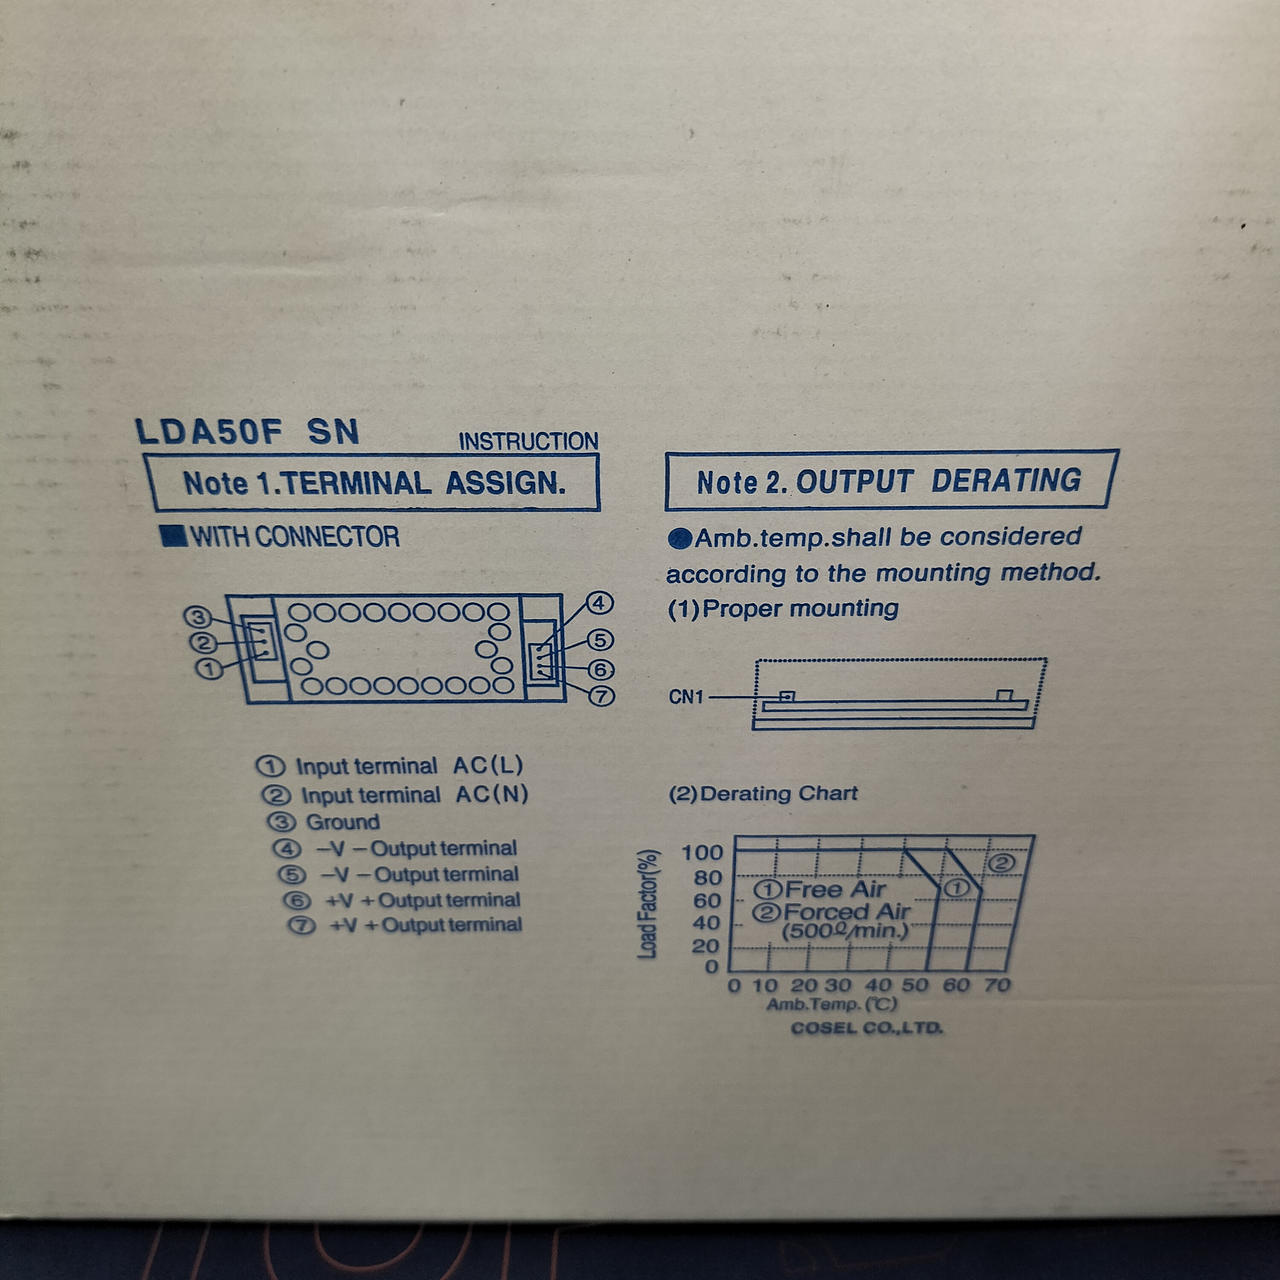 LDA50F SN
INSTRUCTION
Note 1.TERMINAL ASSIGN.
■WITH CONNECTOR
③
②
①
④
⑤
⑥
⑦
① Input terminal AC(L)
② Input terminal AC(N)
③ Ground
④ −V −Output terminal
⑤ −V −Output terminal
⑥ +V +Output terminal
⑦ +V +Output terminal
Note 2. OUTPUT DERATING
●Amb.temp.shall be considered
according to the mounting method.
(1)Proper mounting
CN1
(2)Derating Chart
Load Factor(%)
100
80
60
40
20
0
①Free Air
②Forced Air
(500ℓ/min.)
①
②
0 10 20 30 40 50 60 70
Amb.Temp.(℃)
COSEL CO.,LTD.